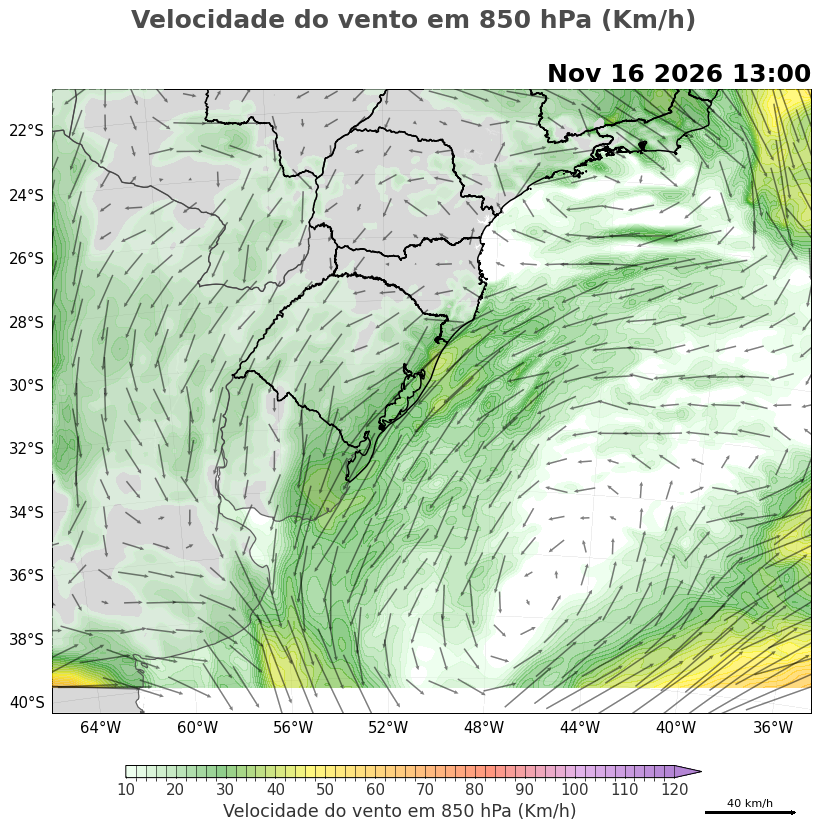 Velocidade do vento em 850 hPa (Km/h)
Nov 16 2026 13:00
22°S
24°S
26°S
28°S
30°S
32°S
34°S
36°S
38°S
40°S
64°W 60°W 56°W 52°W 48°W 44°W 40°W 36°W
10 20 30 40 50 60 70 80 90 100 110 120
Velocidade do vento em 850 hPa (Km/h)
40 km/h